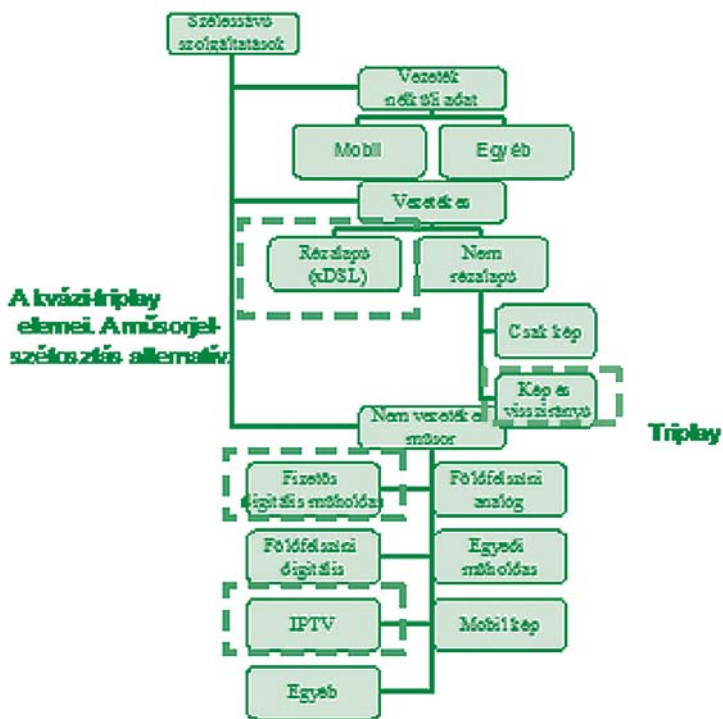 Szélessávú
szolgáltatások
Vezeték
nélküli adat
Mobil
Egyéb
Vezetékes
Rézalapú
(xDSL)
Nem
rézalapú
A kvázi-triplay
elemei. A műsorjel-
szétosztás alternatív.
Csak kép
Kép és
visszirányú
Triplay
Nem vezetékes
műsor
Fizetős
digitális műholdas
Földfelszíni
analóg
Földfelszíni
digitális
Egyedi
műholdas
IPTV
Mobil kép
Egyéb